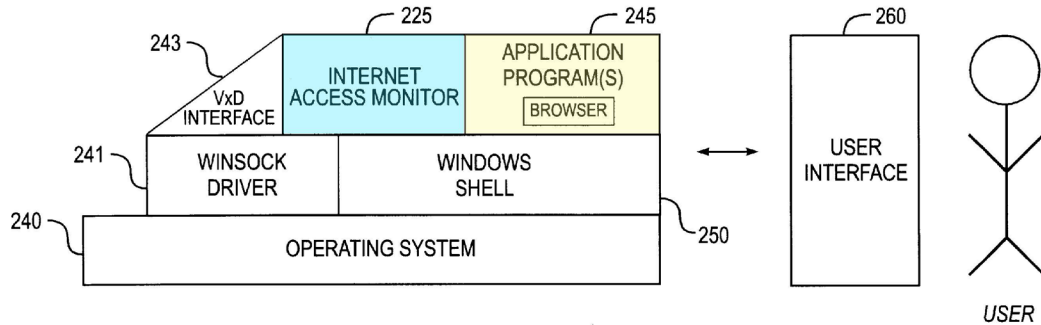 225
245
260
243
INTERNET
ACCESS MONITOR
APPLICATION
PROGRAM(S)
BROWSER
VxD
INTERFACE
241
WINSOCK
DRIVER
WINDOWS
SHELL
USER
INTERFACE
240
OPERATING SYSTEM
250
USER